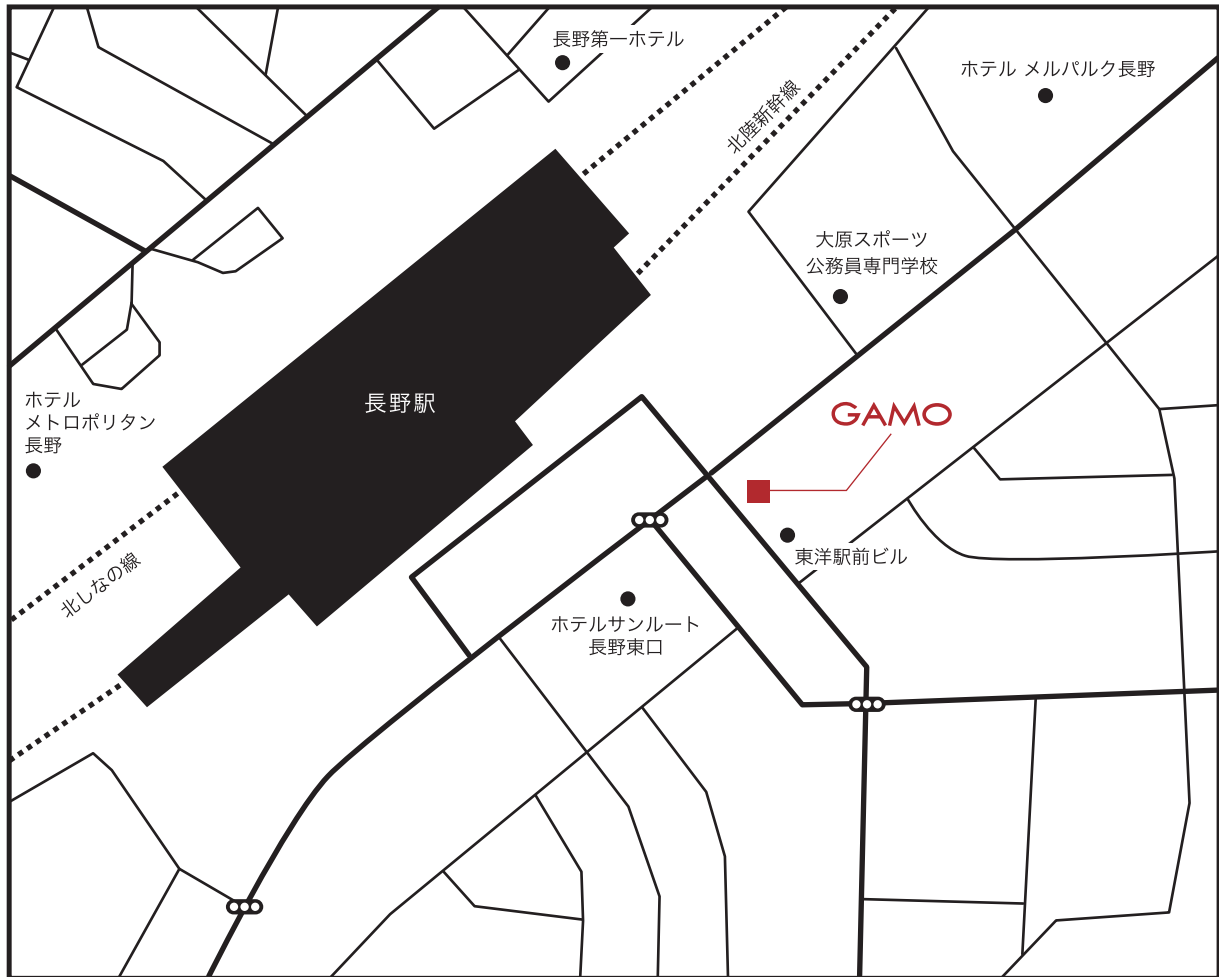 長野第一ホテル
ホテル メルパルク長野
北陸新幹線
大原スポーツ
公務員専門学校
ホテル
メトロポリタン
長野
長野駅
GAMO
北しなの線
東洋駅前ビル
ホテルサンルート
長野東口